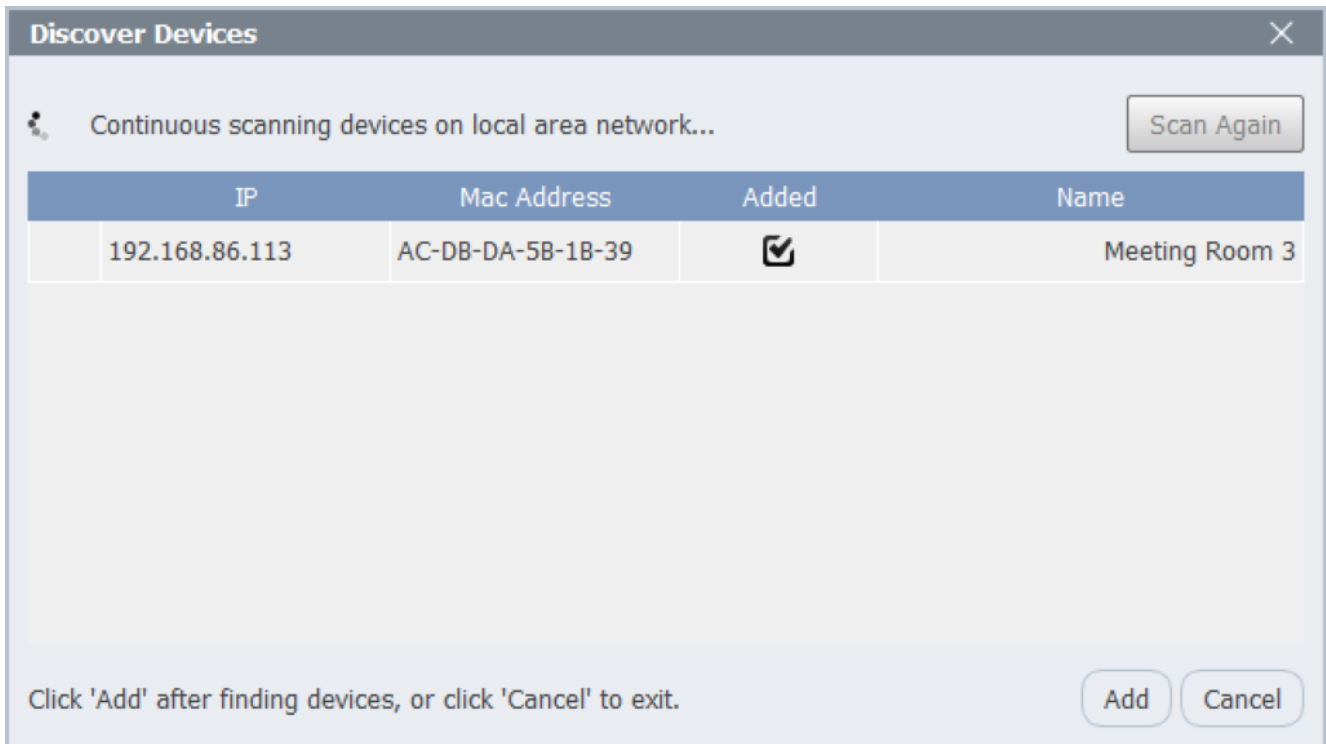 Discover Devices
Continuous scanning devices on local area network...
Scan Again
IP Mac Address Added Name
192.168.86.113 AC-DB-DA-5B-1B-39 Meeting Room 3
Click 'Add' after finding devices, or click 'Cancel' to exit.
Add Cancel